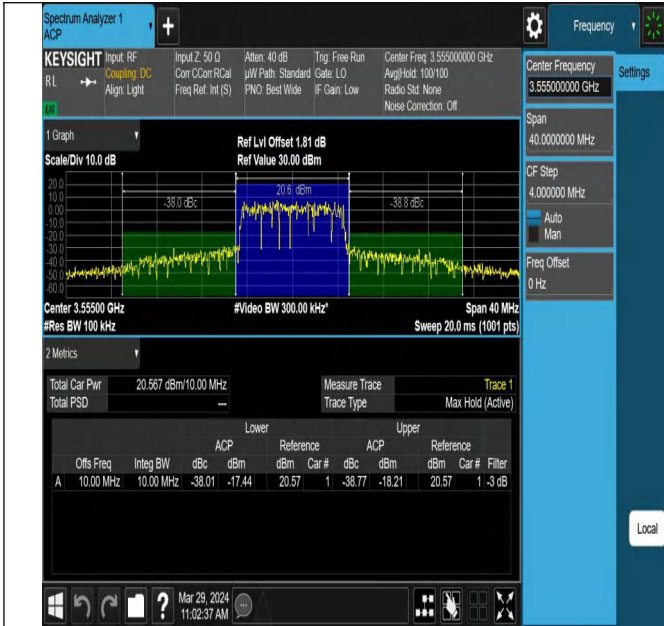 Spectrum Analyzer 1
ACP
Frequency
KEYSIGHT
RL
LXI
Input: RF
Coupling: DC
Align: Light
Input Z: 50 Ω
Corr CCorr RCal
Freq Ref: Int (S)
Atten: 40 dB
µW Path: Standard
PNO: Best Wide
Trig: Free Run
Gate: LO
IF Gain: Low
Center Freq: 3.555000000 GHz
Avg|Hold: 100/100
Radio Std: None
Noise Correction: Off
Center Frequency
3.555000000 GHz
Settings
Span
40.0000000 MHz
CF Step
4.000000 MHz
Auto
Man
Freq Offset
0 Hz
Local
1 Graph
Scale/Div 10.0 dB
Ref Lvl Offset 1.81 dB
Ref Value 30.00 dBm
20.0
10.0
0.00
-10.0
-20.0
-30.0
-40.0
-50.0
-60.0
-38.0 dBc
20.6 dBm
-38.8 dBc
Center 3.55500 GHz
#Video BW 300.00 kHz*
Span 40 MHz
#Res BW 100 kHz
Sweep 20.0 ms (1001 pts)
2 Metrics
Total Car Pwr 20.567 dBm/10.00 MHz
Total PSD ---
Measure Trace Trace 1
Trace Type Max Hold (Active)
Lower Upper
ACP Reference ACP Reference
Offs Freq Integ BW dBc dBm dBm Car # dBc dBm dBm Car # Filter
A 10.00 MHz 10.00 MHz -38.01 -17.44 20.57 1 -38.77 -18.21 20.57 1 -3 dB
Mar 29, 2024
11:02:37 AM